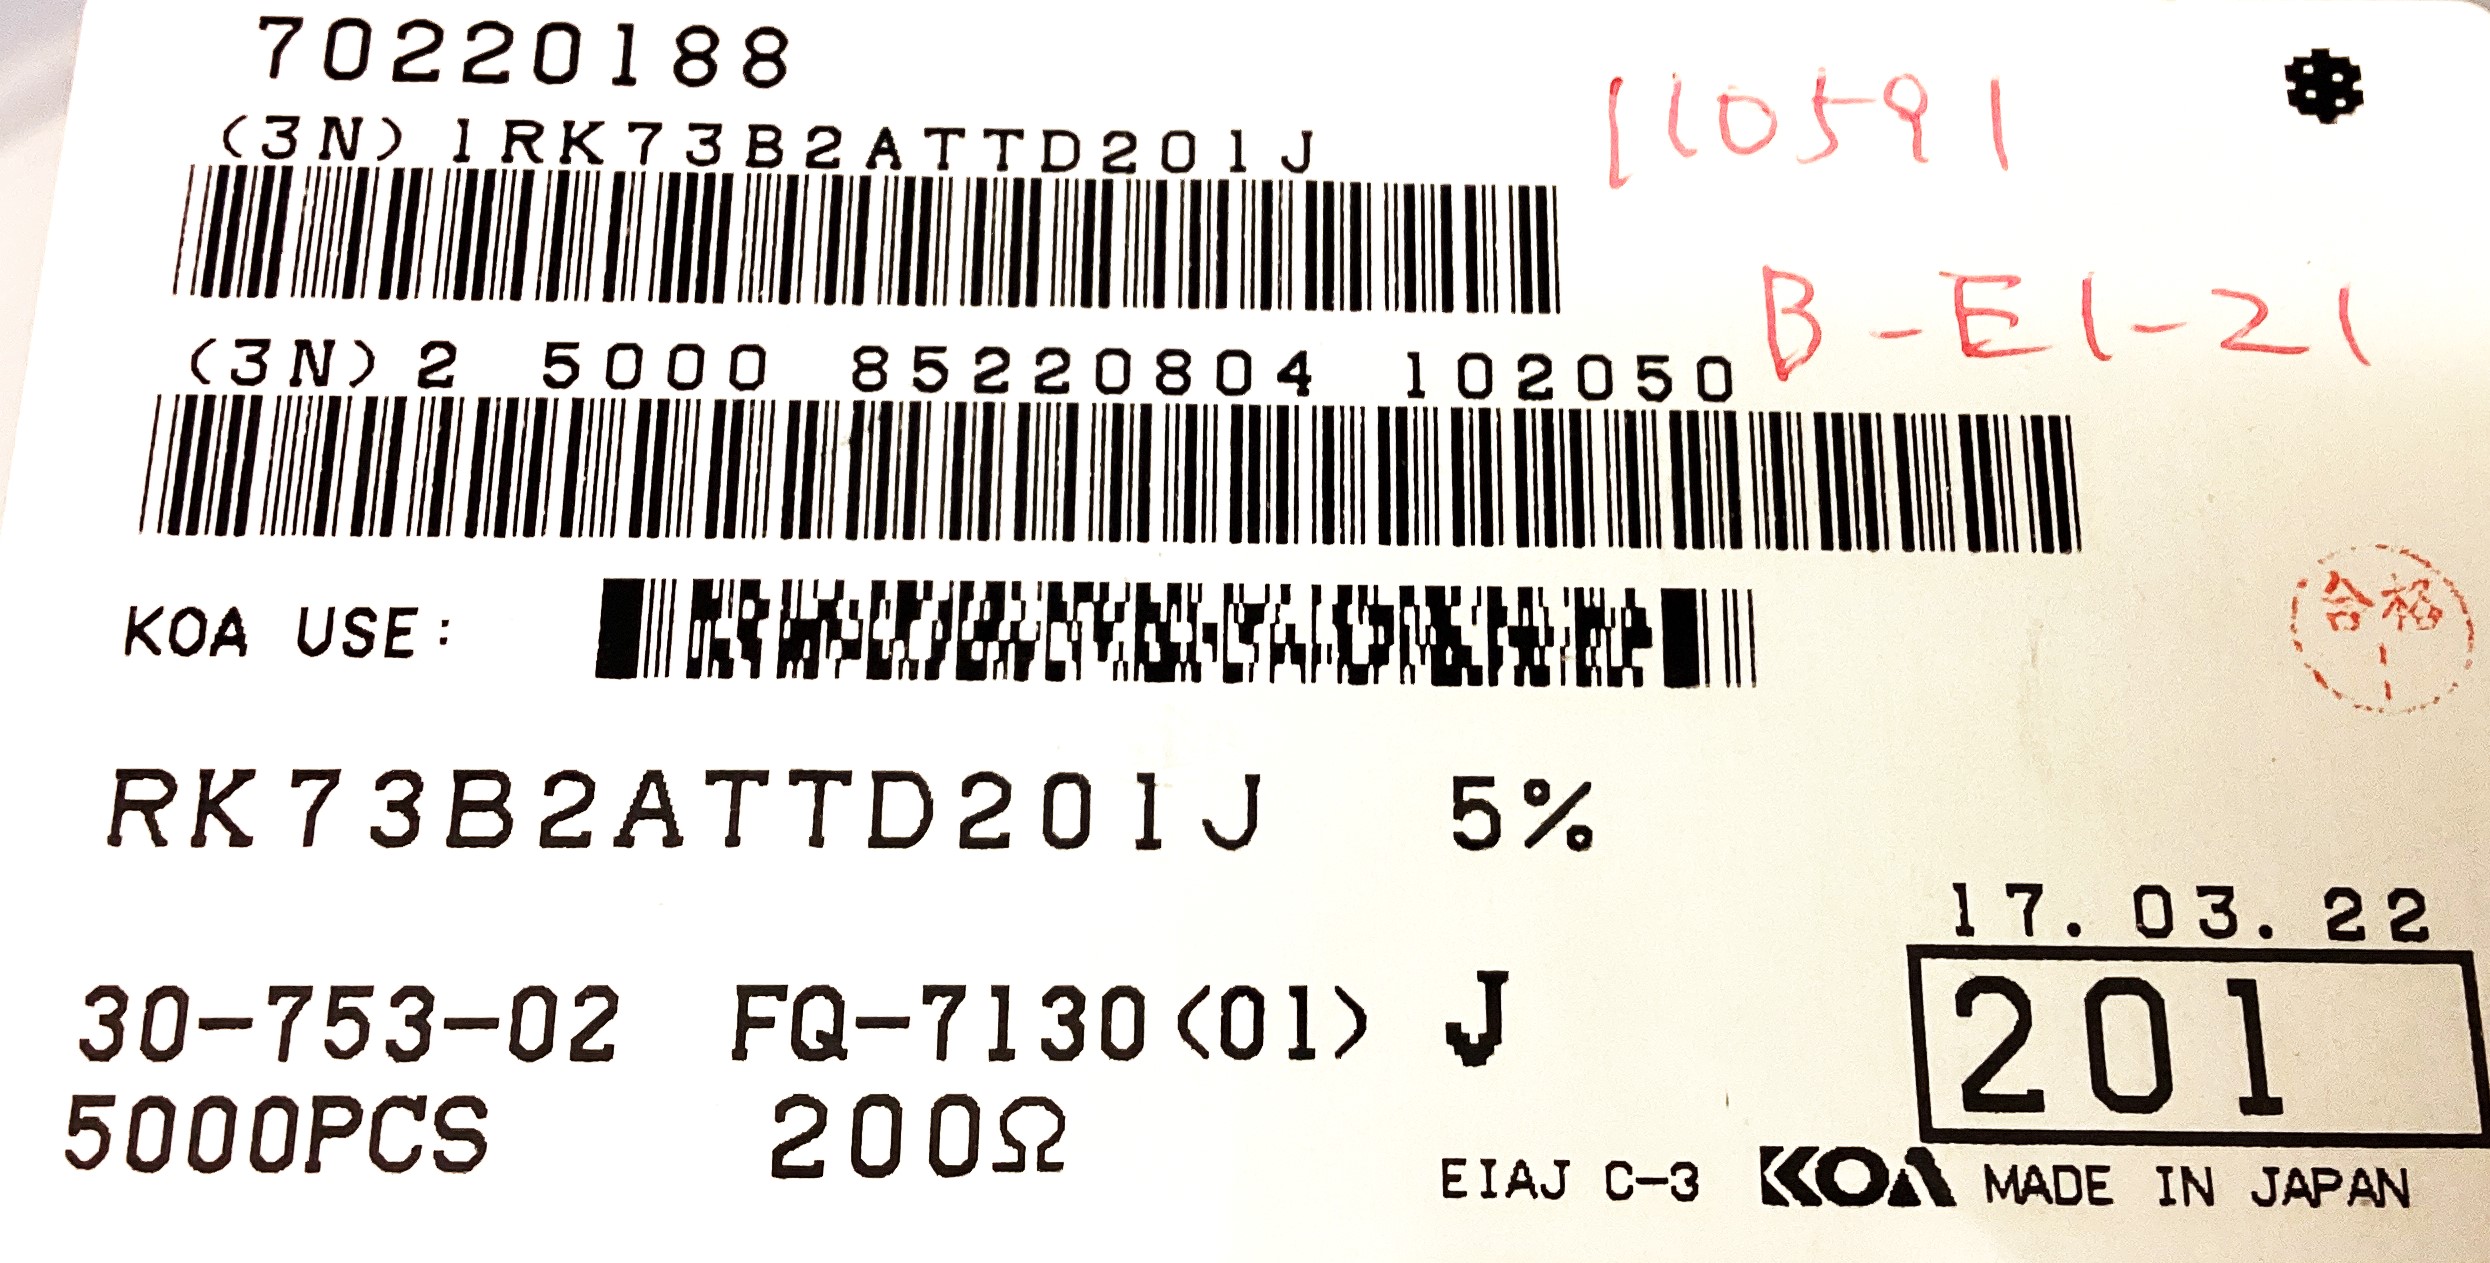 70220188
110591
(3N) 1RK73B2ATTD201J
B-E1-21
(3N)2 5000 85220804 102050
KOA USE:
合格
RK73B2ATTD201J 5%
17.03.22
30-753-02 FQ-7130(01) J
201
5000PCS 200Ω
EIAJ C-3 KOA MADE IN JAPAN